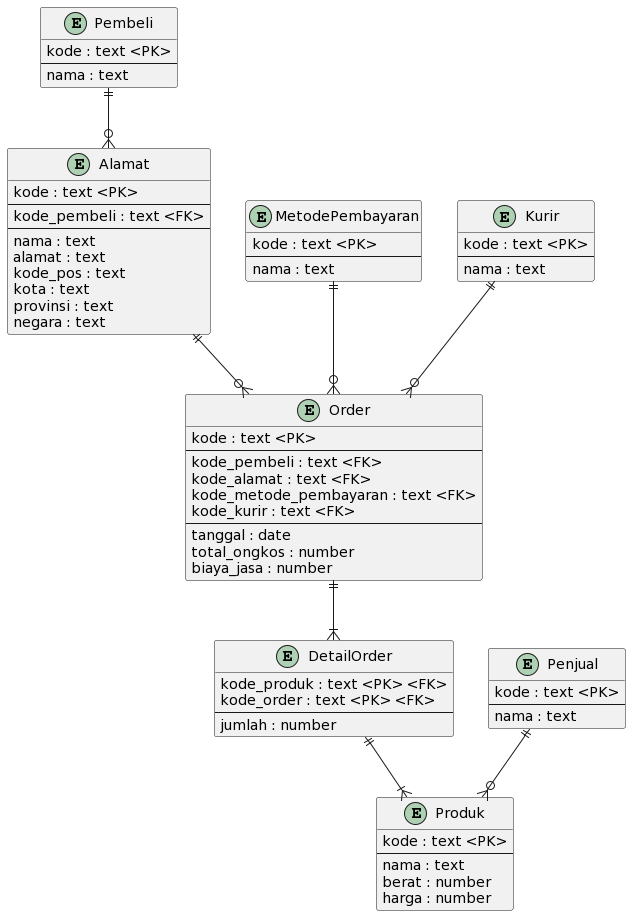 E Pembeli
kode : text <PK>
nama : text
E Alamat
kode : text <PK>
kode_pembeli : text <FK>
nama : text
alamat : text
kode_pos : text
kota : text
provinsi : text
negara : text
E MetodePembayaran
kode : text <PK>
nama : text
E Kurir
kode : text <PK>
nama : text
E Order
kode : text <PK>
kode_pembeli : text <FK>
kode_alamat : text <FK>
kode_metode_pembayaran : text <FK>
kode_kurir : text <FK>
tanggal : date
total_ongkos : number
biaya_jasa : number
E DetailOrder
kode_produk : text <PK> <FK>
kode_order : text <PK> <FK>
jumlah : number
E Penjual
kode : text <PK>
nama : text
E Produk
kode : text <PK>
nama : text
berat : number
harga : number